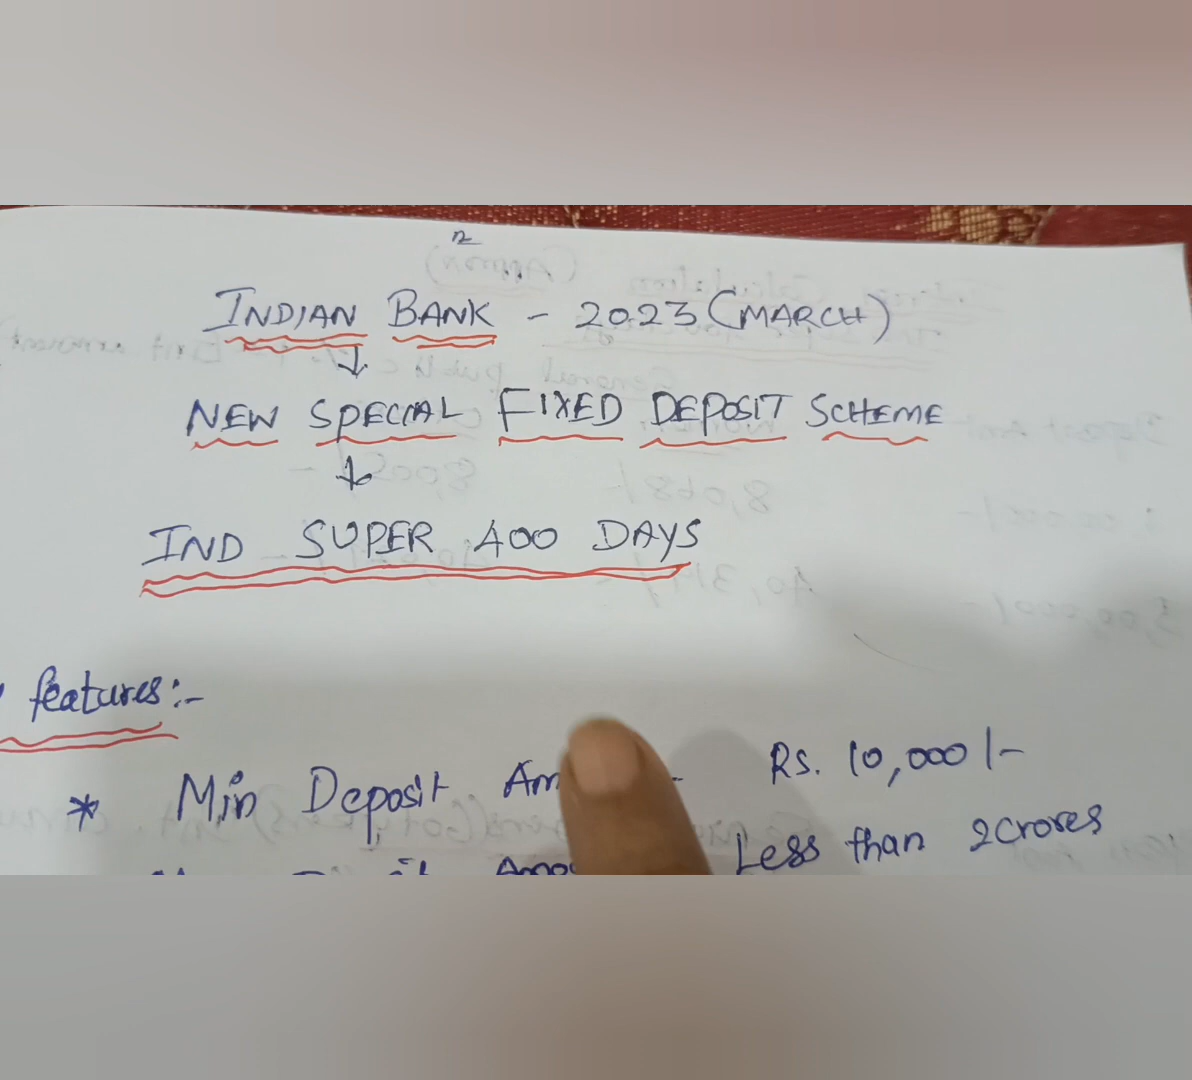 INDIAN BANK - 2023 (MARCH)
NEW SPECIAL FIXED DEPOSIT SCHEME
IND SUPER 400 DAYS
features:-
* Min Deposit Am - Rs. 10,000/-
Less than 2crores